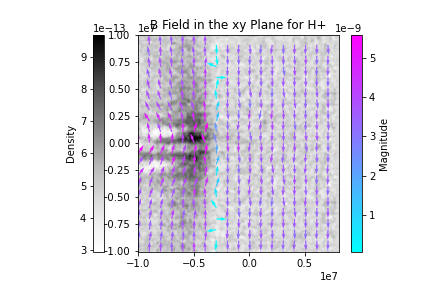 B Field in the xy Plane for H+
1e−13
1e7
1e−9
9
8
7
6
5
4
3
Density
1.00
0.75
0.50
0.25
0.00
−0.25
−0.50
−0.75
−1.00
−1.0 −0.5 0.0 0.5
1e7
5
4
3
2
1
Magnitude